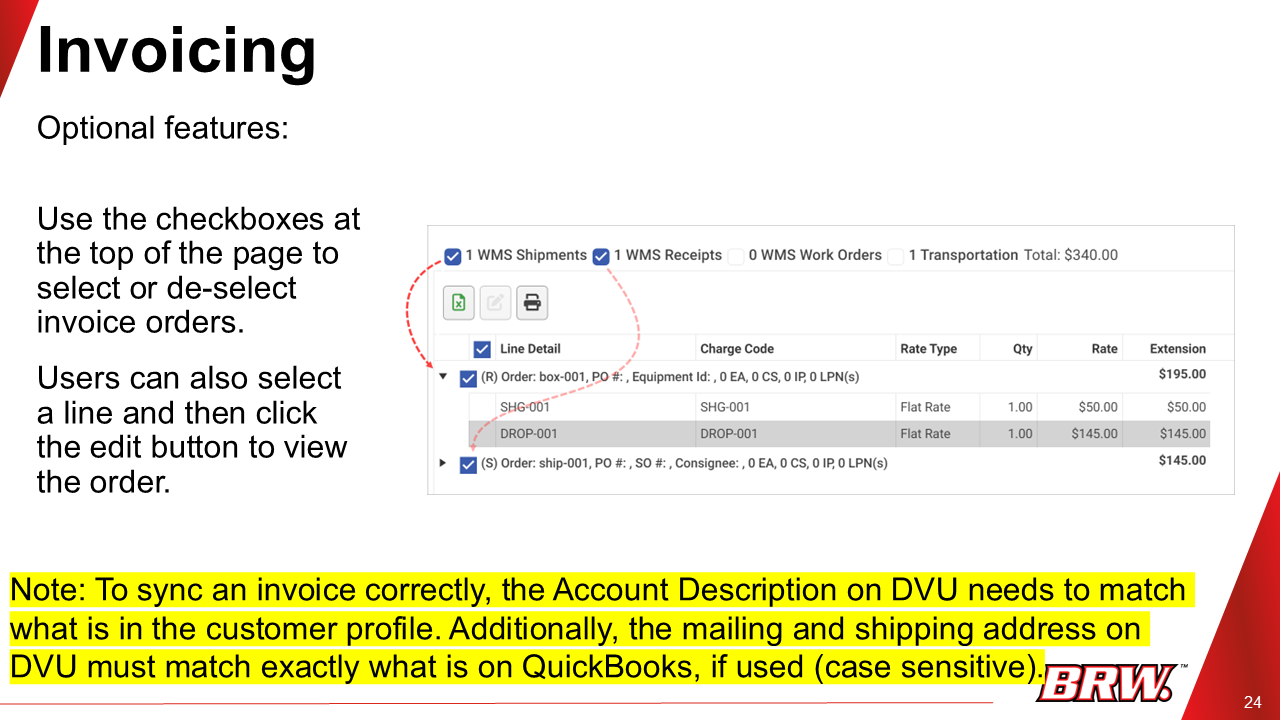 Invoicing
Optional features:
Use the checkboxes at
the top of the page to
select or de-select
invoice orders.
Users can also select
a line and then click
the edit button to view
the order.
1 WMS Shipments 1 WMS Receipts 0 WMS Work Orders 1 Transportation Total: $340.00
Line Detail Charge Code Rate Type Qty Rate Extension
(R) Order: box-001, PO #: , Equipment Id: , 0 EA, 0 CS, 0 IP, 0 LPN(s) $195.00
SHG-001 SHG-001 Flat Rate 1.00 $50.00 $50.00
DROP-001 DROP-001 Flat Rate 1.00 $145.00 $145.00
(S) Order: ship-001, PO #: , SO #: , Consignee: , 0 EA, 0 CS, 0 IP, 0 LPN(s) $145.00
Note: To sync an invoice correctly, the Account Description on DVU needs to match
what is in the customer profile. Additionally, the mailing and shipping address on
DVU must match exactly what is on QuickBooks, if used (case sensitive).
BRW.™
24